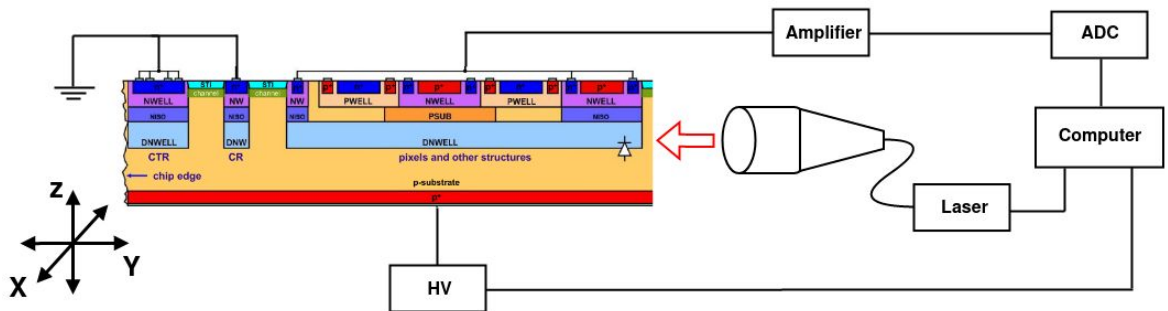 Amplifier
ADC
n+
STI
n+
STI
n+
p+
n+
p+
n+
p+
n+
p+
n+
p+
n+
p+
n+
channel
channel
NWELL
NW
NW
PWELL
NWELL
PWELL
NWELL
NISO
NISO
NISO
PSUB
NISO
DNWELL
DNW
DNWELL
CTR
CR
pixels and other structures
chip edge
p-substrate
p+
Computer
Laser
HV
Z
Y
X